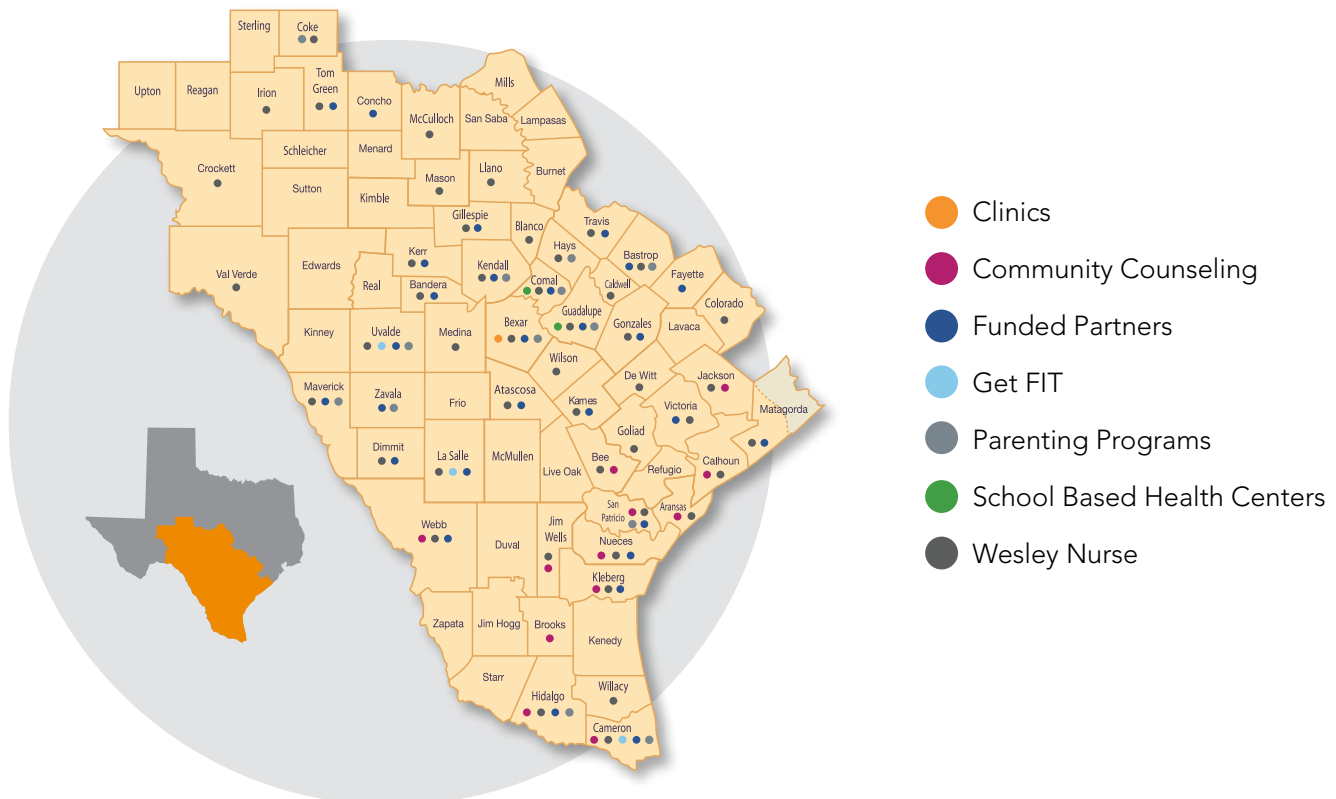 Sterling
Coke
Upton
Reagan
Irion
Tom
Green
Concho
McCulloch
Mills
San Saba
Lampasas
Crockett
Schleicher
Menard
Sutton
Kimble
Mason
Llano
Burnet
Gillespie
Blanco
Travis
Val Verde
Edwards
Kerr
Kendall
Hays
Bastrop
Real
Bandera
Comal
Caldwell
Fayette
Colorado
Kinney
Uvalde
Medina
Bexar
Guadalupe
Gonzales
Lavaca
Wilson
Maverick
Zavala
Frio
Atascosa
Karnes
De Witt
Jackson
Matagorda
Victoria
Goliad
Dimmit
La Salle
McMullen
Live Oak
Bee
Refugio
Calhoun
San
Patricio
Aransas
Webb
Duval
Jim
Wells
Nueces
Kleberg
Zapata
Jim Hogg
Brooks
Kenedy
Starr
Hidalgo
Willacy
Cameron
Clinics
Community Counseling
Funded Partners
Get FIT
Parenting Programs
School Based Health Centers
Wesley Nurse